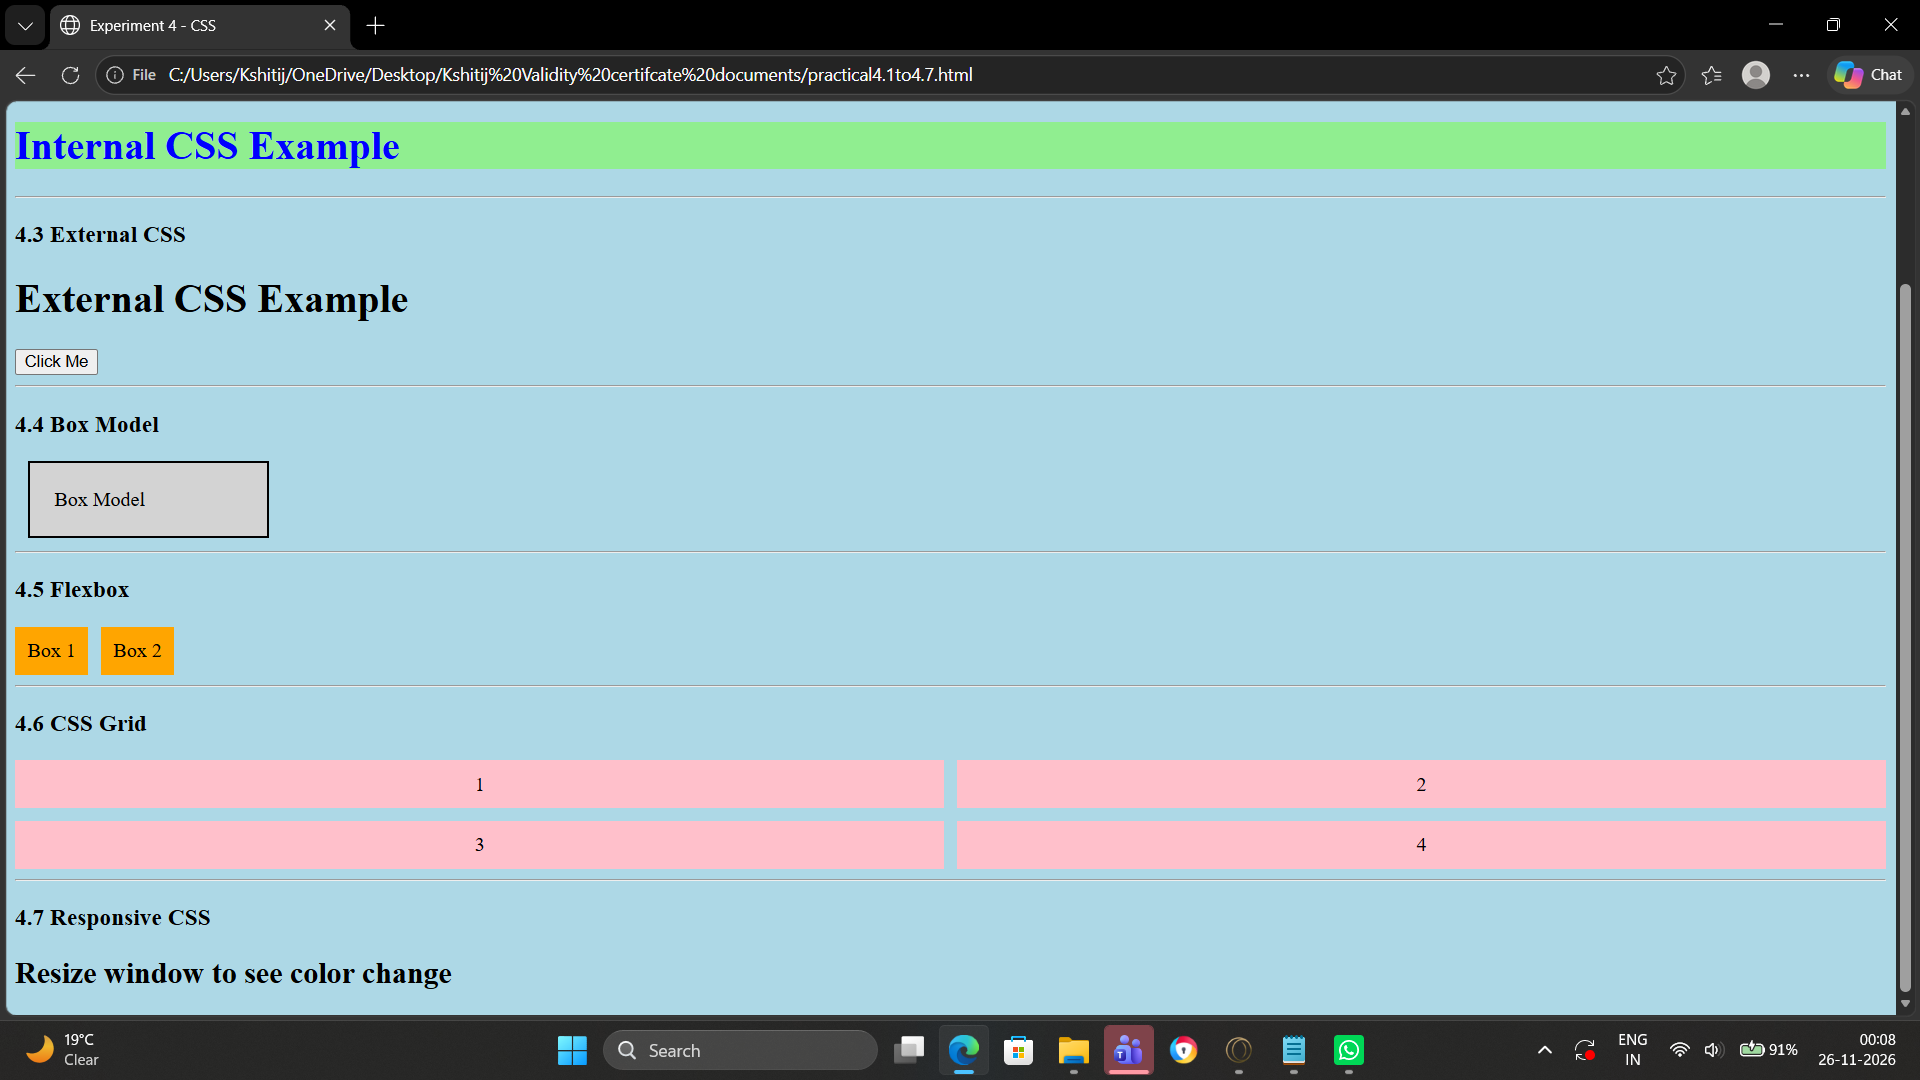 Experiment 4 - CSS
File C:/Users/Kshitij/OneDrive/Desktop/Kshitij%20Validity%20certifcate%20documents/practical4.1to4.7.html
Chat
Internal CSS Example
4.3 External CSS
External CSS Example
Click Me
4.4 Box Model
Box Model
4.5 Flexbox
Box 1 Box 2
4.6 CSS Grid
1 2
3 4
4.7 Responsive CSS
Resize window to see color change
19°C
Clear
Search
ENG
IN
91%
00:08
26-11-2026